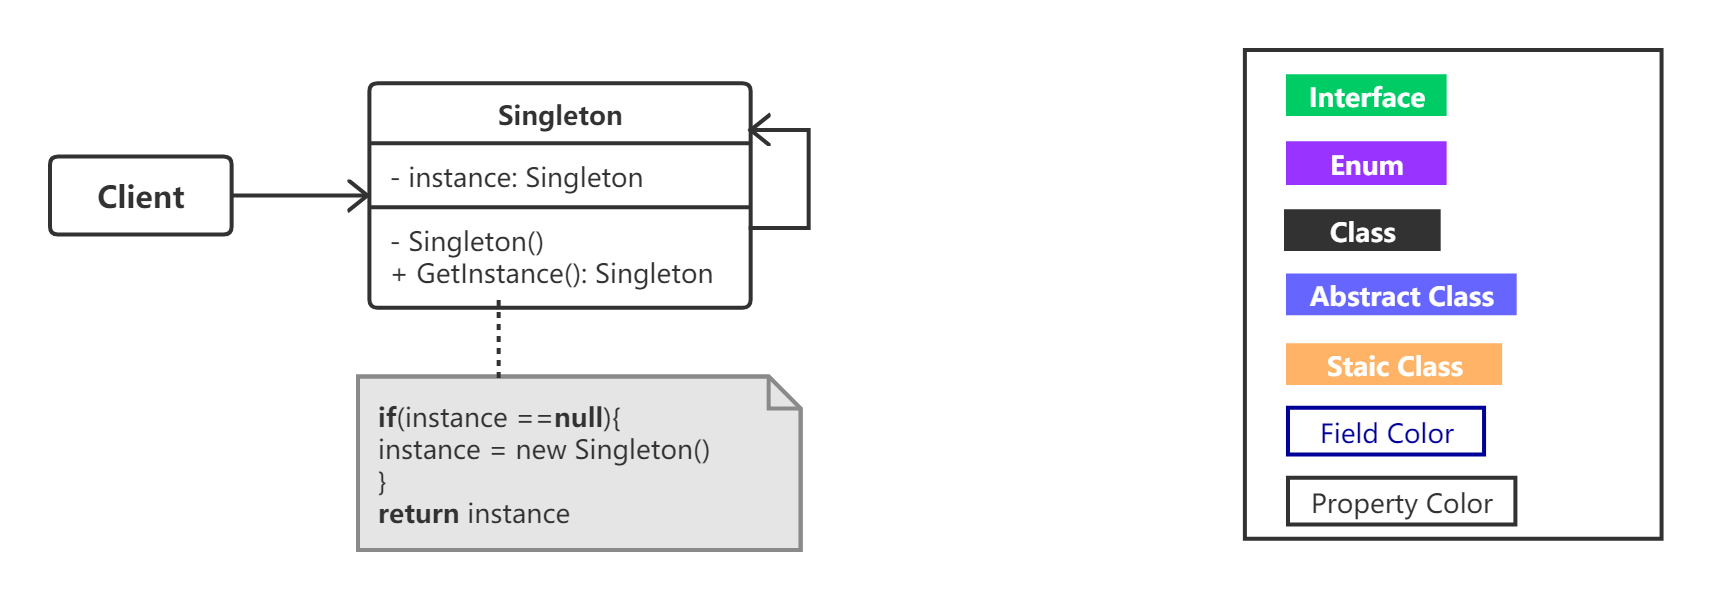 Client
Singleton
- instance: Singleton
- Singleton()
+ GetInstance(): Singleton
if(instance ==null){
instance = new Singleton()
}
return instance
Interface
Enum
Class
Abstract Class
Staic Class
Field Color
Property Color